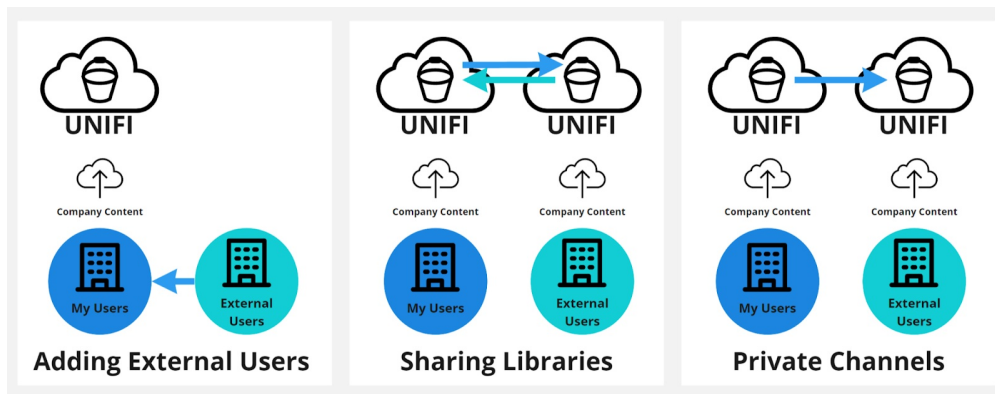 UNIFI
Company Content
My Users
External
Users
Adding External Users
UNIFI
UNIFI
Company Content
Company Content
My Users
External
Users
Sharing Libraries
UNIFI
UNIFI
Company Content
Company Content
My Users
External
Users
Private Channels